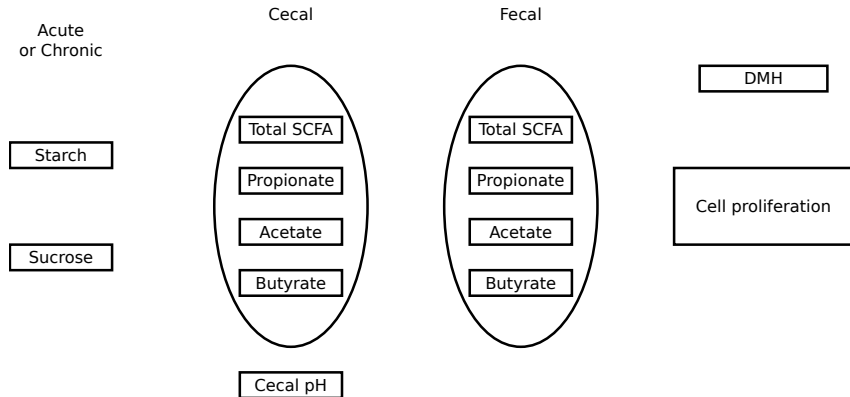 Acute
or Chronic
Starch
Sucrose
Cecal
Total SCFA
Propionate
Acetate
Butyrate
Cecal pH
Fecal
Total SCFA
Propionate
Acetate
Butyrate
DMH
Cell proliferation